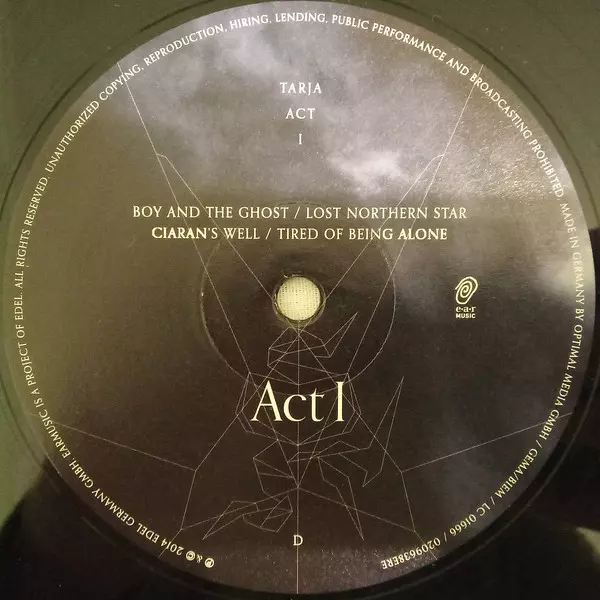 TARJA
ACT
I
BOY AND THE GHOST / LOST NORTHERN STAR
CIARAN'S WELL / TIRED OF BEING ALONE
e·a·r
MUSIC
Act I
D
℗ & © 2014 EDEL GERMANY GMBH. EARMUSIC IS A PROJECT OF EDEL. ALL RIGHTS RESERVED. UNAUTHORIZED COPYING, REPRODUCTION, HIRING, LENDING, PUBLIC PERFORMANCE AND BROADCASTING PROHIBITED. MADE IN GERMANY BY OPTIMAL MEDIA GMBH / GEMA/BIEM / LC 01666 / 0209638ERE